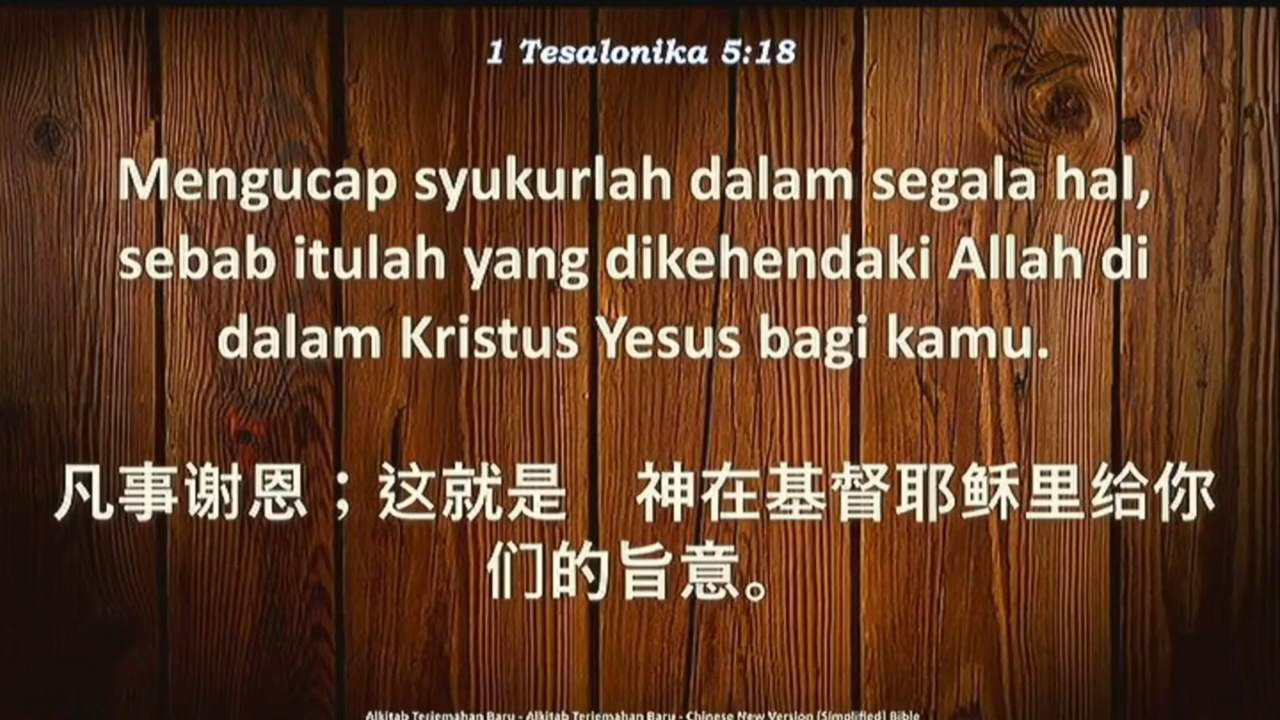 1 Tesalonika 5:18
Mengucap syukurlah dalam segala hal,
sebab itulah yang dikehendaki Allah di
dalam Kristus Yesus bagi kamu.
凡事谢恩；这就是　神在基督耶稣里给你
们的旨意。
Alkitab Terjemahan Baru - Alkitab Terjemahan Baru - Chinese New Version (Simplified) Bible